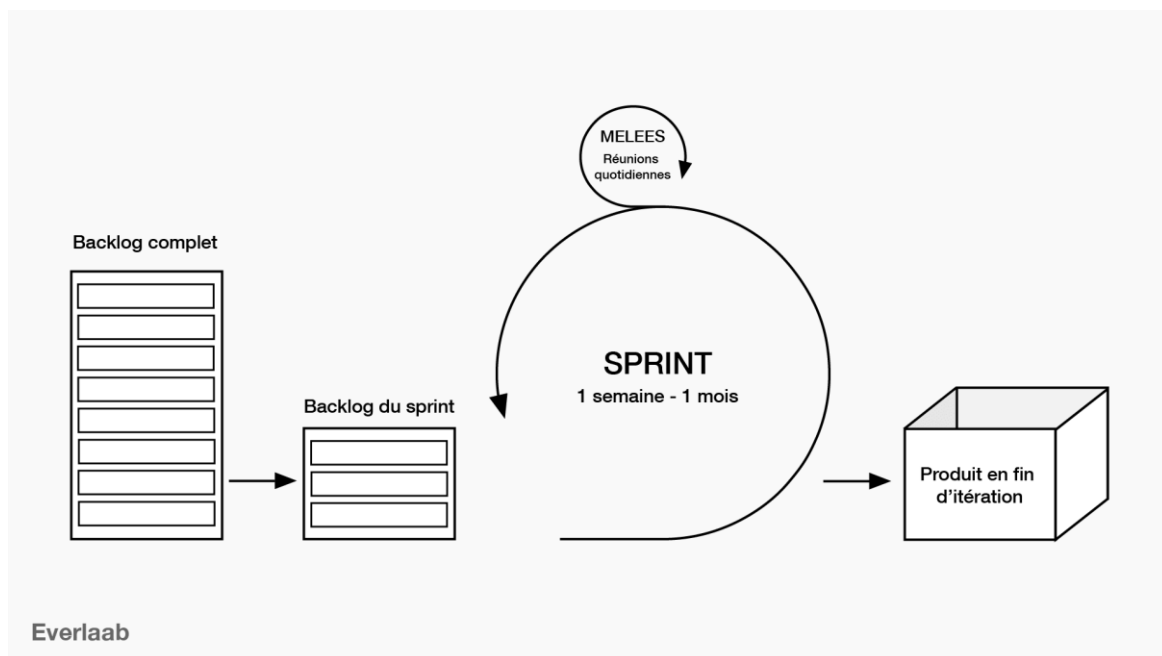 MELEES
Réunions
quotidiennes
Backlog complet
SPRINT
1 semaine - 1 mois
Backlog du sprint
Produit en fin
d'itération
Everlaab